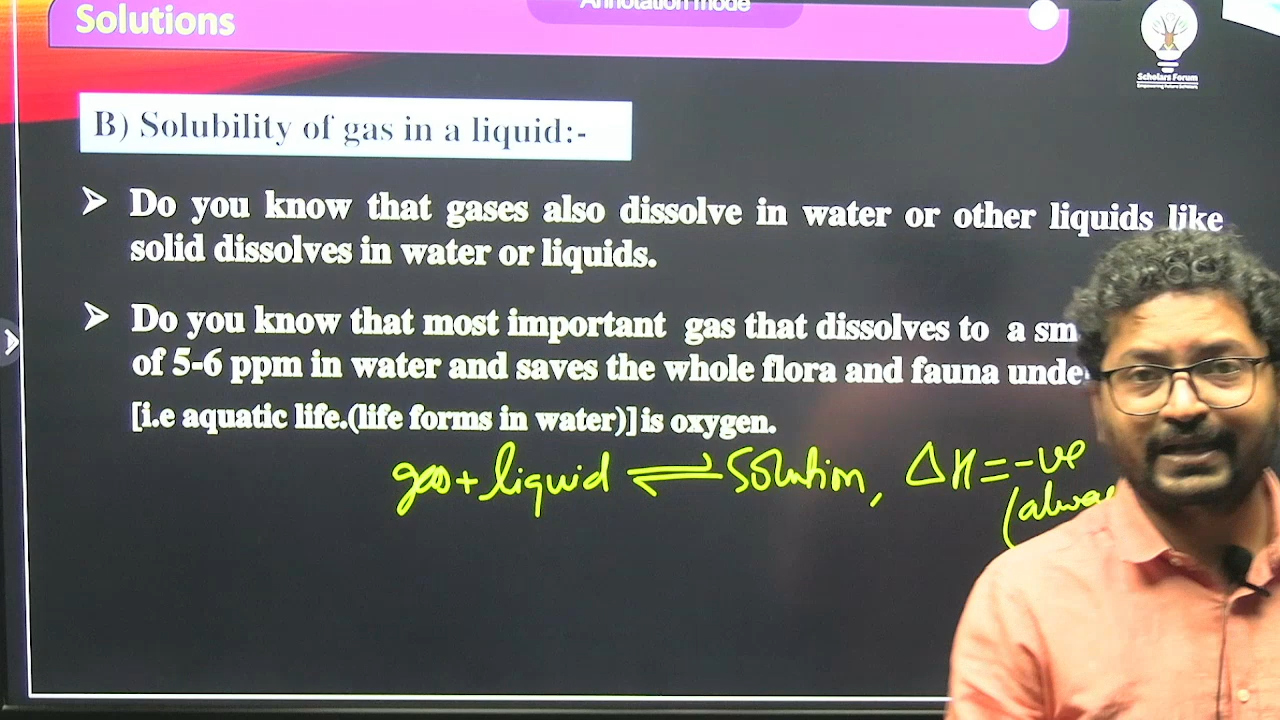 Annotation mode
Solutions
Scholars Forum
B) Solubility of gas in a liquid:-
➤ Do you know that gases also dissolve in water or other liquids like
solid dissolves in water or liquids.
➤ Do you know that most important gas that dissolves to a sm
of 5-6 ppm in water and saves the whole flora and fauna unde
[i.e aquatic life.(life forms in water)] is oxygen.
gas + liquid ⇌ Solution, ΔH = -ve
(alwa